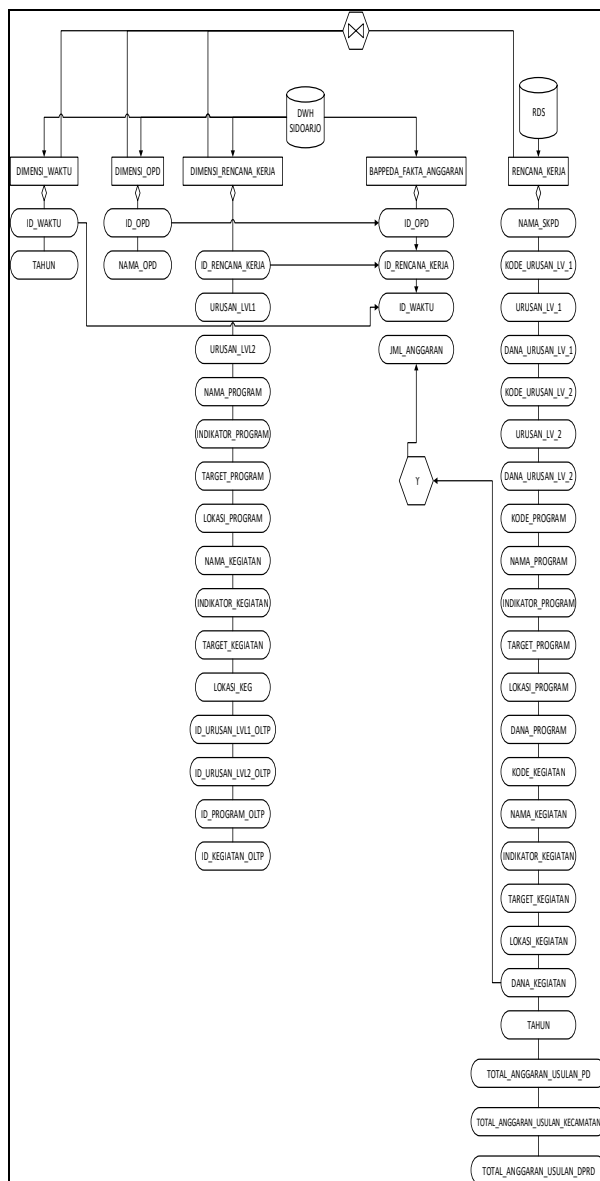 DWH
SIDOARJO
RDS
DIMENSI_WAKTU
DIMENSI_OPD
DIMENSI_RENCANA_KERJA
BAPPEDA_FAKTA_ANGGARAN
RENCANA_KERJA
ID_WAKTU
TAHUN
ID_OPD
NAMA_OPD
ID_RENCANA_KERJA
URUSAN_LVL1
URUSAN_LVL2
NAMA_PROGRAM
INDIKATOR_PROGRAM
TARGET_PROGRAM
LOKASI_PROGRAM
NAMA_KEGIATAN
INDIKATOR_KEGIATAN
TARGET_KEGIATAN
LOKASI_KEG
ID_URUSAN_LVL1_OLTP
ID_URUSAN_LVL2_OLTP
ID_PROGRAM_OLTP
ID_KEGIATAN_OLTP
ID_OPD
ID_RENCANA_KERJA
ID_WAKTU
JML_ANGGARAN
Y
NAMA_SKPD
KODE_URUSAN_LV_1
URUSAN_LV_1
DANA_URUSAN_LV_1
KODE_URUSAN_LV_2
URUSAN_LV_2
DANA_URUSAN_LV_2
KODE_PROGRAM
NAMA_PROGRAM
INDIKATOR_PROGRAM
TARGET_PROGRAM
LOKASI_PROGRAM
DANA_PROGRAM
KODE_KEGIATAN
NAMA_KEGIATAN
INDIKATOR_KEGIATAN
TARGET_KEGIATAN
LOKASI_KEGIATAN
DANA_KEGIATAN
TAHUN
TOTAL_ANGGARAN_USULAN_PD
TOTAL_ANGGARAN_USULAN_KECAMATAN
TOTAL_ANGGARAN_USULAN_DPRD